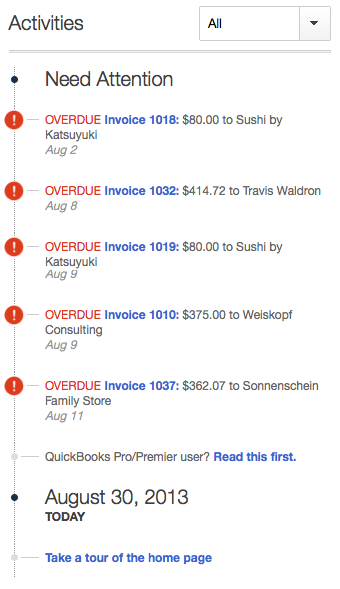 Activities
All
Need Attention
OVERDUE Invoice 1018: $80.00 to Sushi by
Katsuyuki
Aug 2
OVERDUE Invoice 1032: $414.72 to Travis Waldron
Aug 8
OVERDUE Invoice 1019: $80.00 to Sushi by
Katsuyuki
Aug 9
OVERDUE Invoice 1010: $375.00 to Weiskopf
Consulting
Aug 9
OVERDUE Invoice 1037: $362.07 to Sonnenschein
Family Store
Aug 11
QuickBooks Pro/Premier user? Read this first.
August 30, 2013
TODAY
Take a tour of the home page